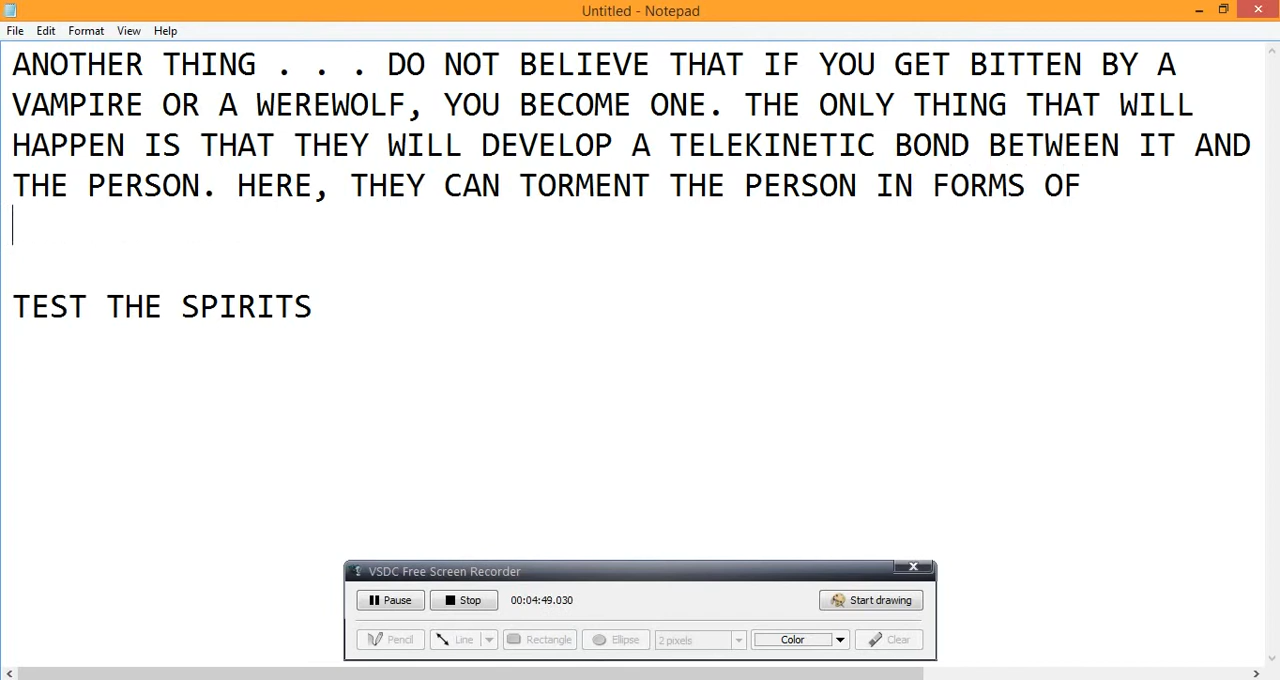 Untitled - Notepad
File Edit Format View Help
ANOTHER THING . . . DO NOT BELIEVE THAT IF YOU GET BITTEN BY A
VAMPIRE OR A WEREWOLF, YOU BECOME ONE. THE ONLY THING THAT WILL
HAPPEN IS THAT THEY WILL DEVELOP A TELEKINETIC BOND BETWEEN IT AND
THE PERSON. HERE, THEY CAN TORMENT THE PERSON IN FORMS OF
TEST THE SPIRITS
VSDC Free Screen Recorder
Pause Stop 00:04:49.030 Start drawing
Pencil Line Rectangle Ellipse 2 pixels Color Clear